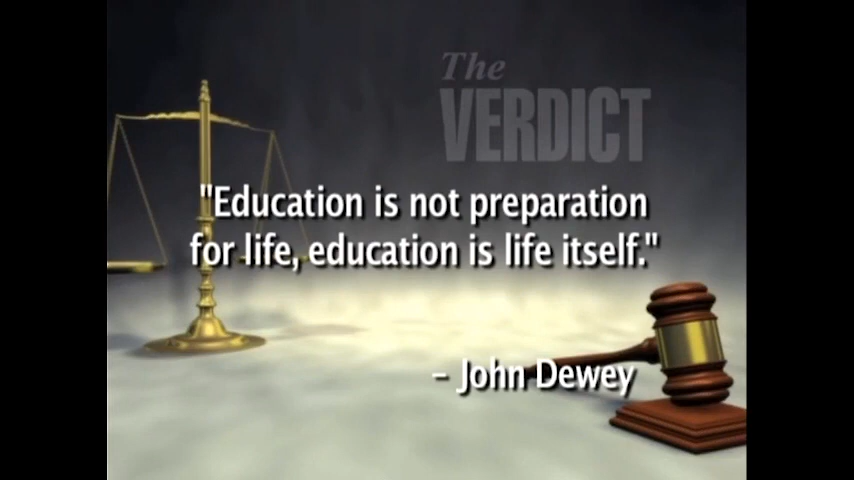 The
VERDICT
"Education is not preparation
for life, education is life itself."
– John Dewey